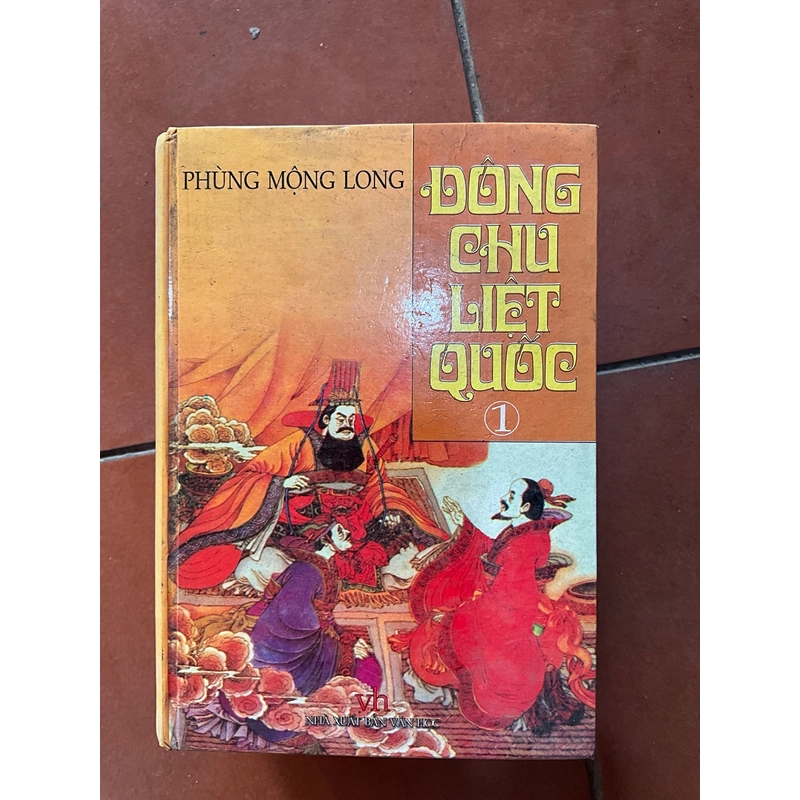 PHÙNG MỘNG LONG
ĐÔNG
CHU
LIỆT
QUỐC
1
vh
NHÀ XUẤT BẢN VĂN HỌC